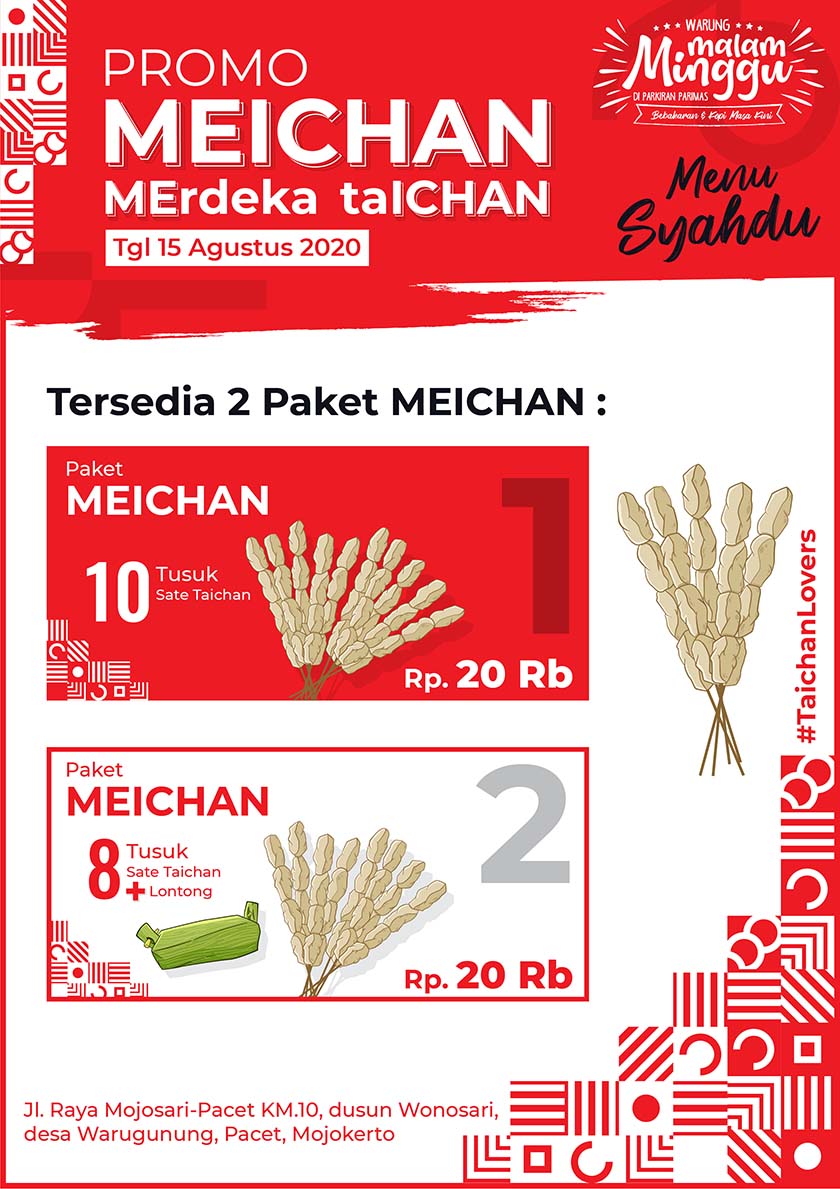 PROMO
MEICHAN
MErdeka taICHAN
Tgl 15 Agustus 2020
WARUNG
malam
Minggu
DI PARKIRAN PARIMAS
Bekabaran & Kopi Masa Kini
Menu
Syahdu
Tersedia 2 Paket MEICHAN :
Paket
MEICHAN
1
10 Tusuk
Sate Taichan
Rp. 20 Rb
#TaichanLovers
Paket
MEICHAN
2
8 Tusuk
Sate Taichan
+ Lontong
Rp. 20 Rb
Jl. Raya Mojosari-Pacet KM.10, dusun Wonosari,
desa Warugunung, Pacet, Mojokerto